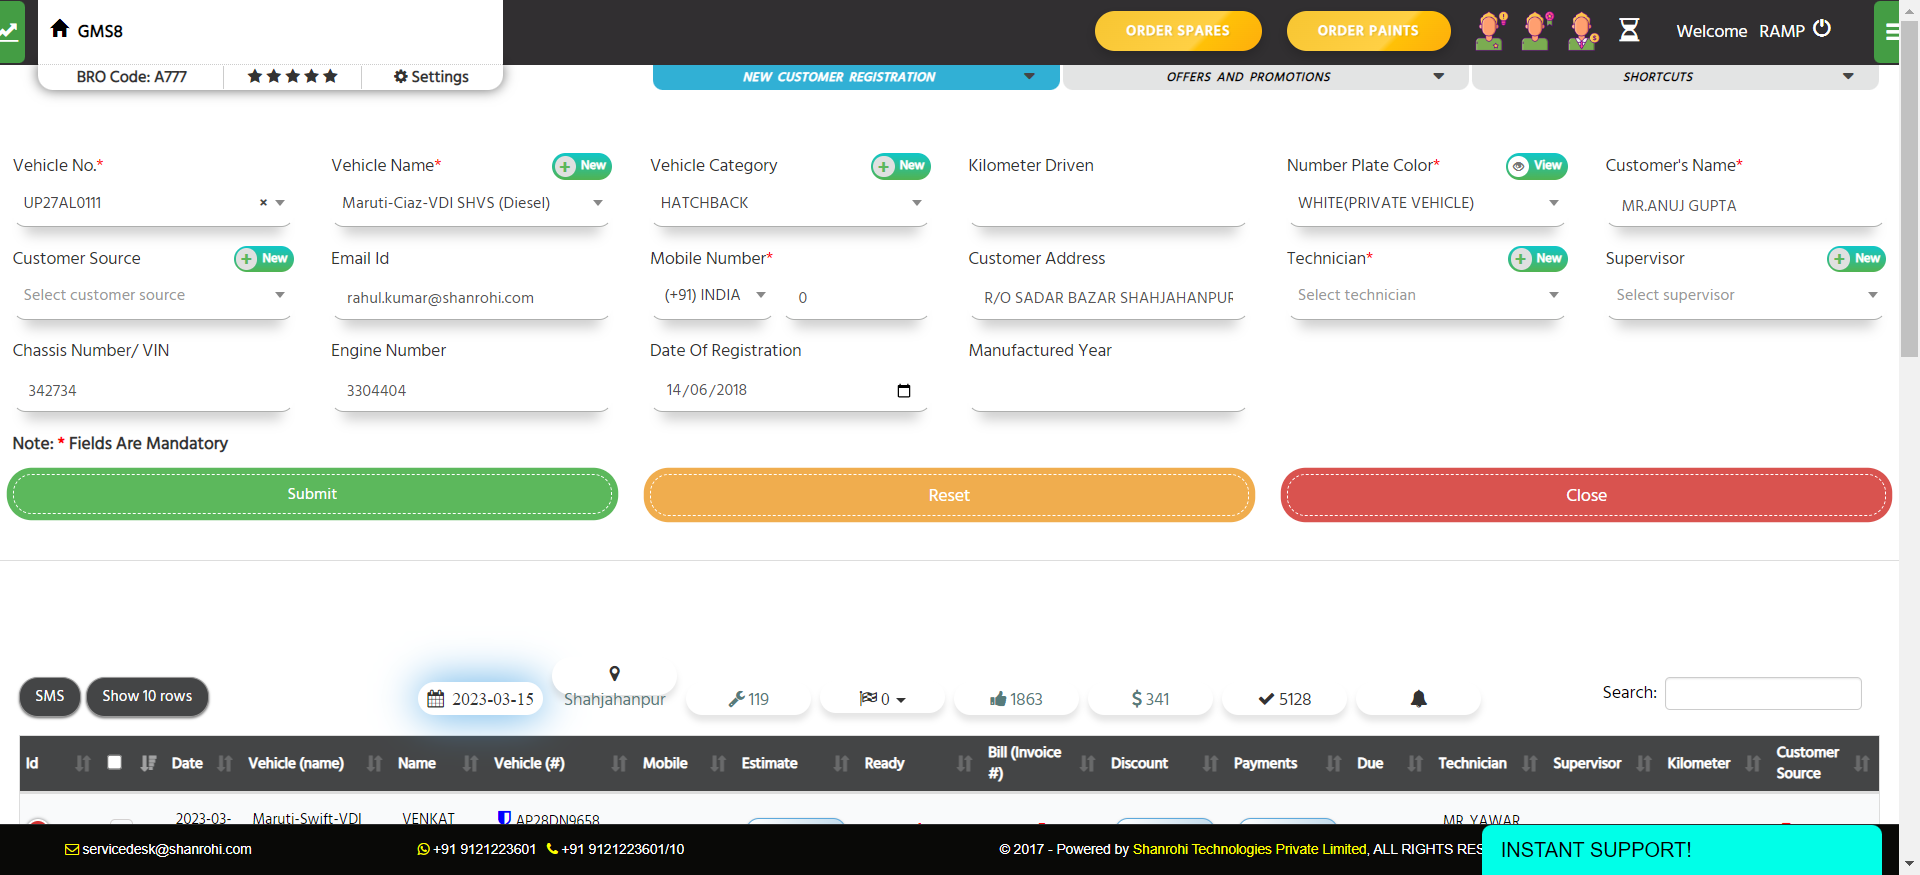 GMS8
ORDER SPARES
ORDER PAINTS
Welcome RAMP
BRO Code: A777
Settings
NEW CUSTOMER REGISTRATION
OFFERS AND PROMOTIONS
SHORTCUTS
Vehicle No.*
Vehicle Name*
New
Vehicle Category
New
Kilometer Driven
Number Plate Color*
View
Customer's Name*
UP27AL0111
×
Maruti-Ciaz-VDI SHVS (Diesel)
HATCHBACK
WHITE(PRIVATE VEHICLE)
MR.ANUJ GUPTA
Customer Source
New
Email Id
Mobile Number*
Customer Address
Technician*
New
Supervisor
New
Select customer source
rahul.kumar@shanrohi.com
(+91) INDIA
0
R/O SADAR BAZAR SHAHJAHANPUR
Select technician
Select supervisor
Chassis Number/ VIN
Engine Number
Date Of Registration
Manufactured Year
342734
3304404
14/06/2018
Note: * Fields Are Mandatory
Submit
Reset
Close
SMS
Show 10 rows
2023-03-15
Shahjahanpur
119
0
1863
$ 341
5128
Search:
Id
Date
Vehicle (name)
Name
Vehicle (#)
Mobile
Estimate
Ready
Bill (Invoice
#)
Discount
Payments
Due
Technician
Supervisor
Kilometer
Customer
Source
2023-03-
Maruti-Swift-VDI
VENKAT
AP28DN9658
MR. YAWAR
servicedesk@shanrohi.com
+91 9121223601
+91 9121223601/10
© 2017 - Powered by Shanrohi Technologies Private Limited, ALL RIGHTS RES
INSTANT SUPPORT!